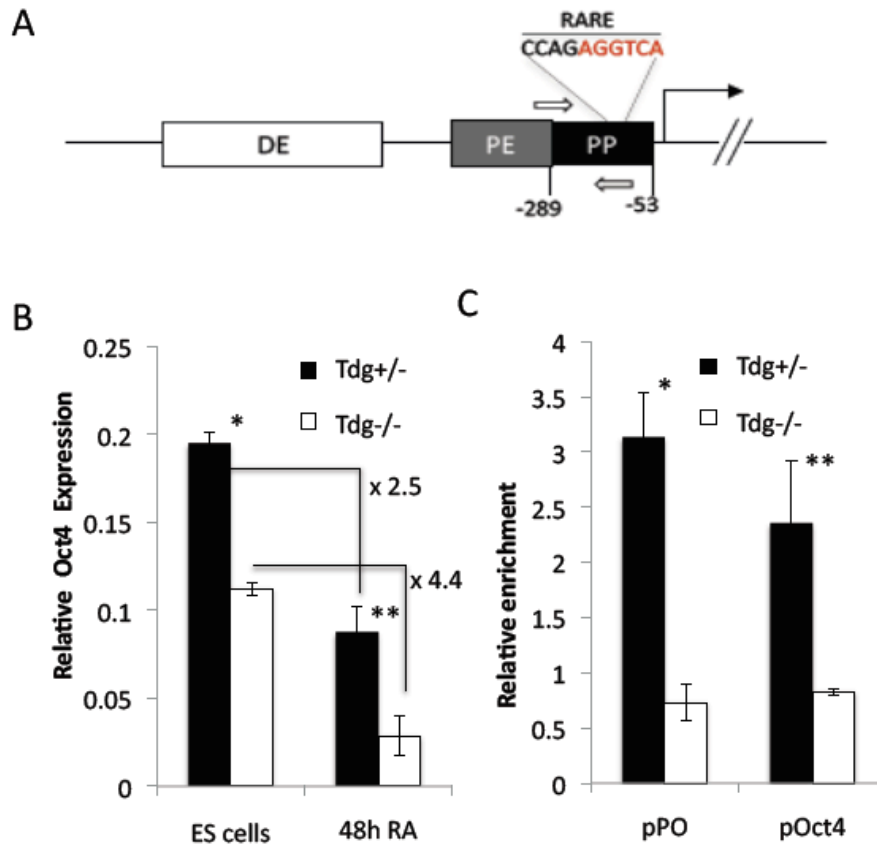 A
RARE
CCAGAGGTCA
DE
PE
PP
-289
-53
B
Relative Oct4 Expression
0.25
0.2
0.15
0.1
0.05
0
Tdg+/-
Tdg-/-
*
x 2.5
**
x 4.4
ES cells
48h RA
C
Relative enrichment
4
3.5
3
2.5
2
1.5
1
0.5
0
*
Tdg+/-
Tdg-/-
**
pPO
pOct4